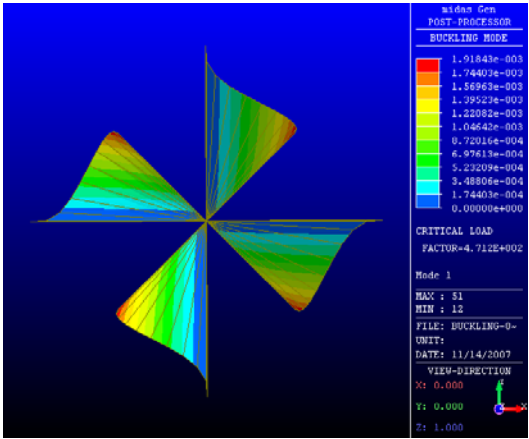 midas Gen
POST-PROCESSOR
BUCKLING MODE
1.91843e-003
1.74403e-003
1.56963e-003
1.39523e-003
1.22082e-003
1.04642e-003
8.72016e-004
6.97613e-004
5.23209e-004
3.48806e-004
1.74403e-004
0.00000e+000
CRITICAL LOAD
FACTOR=4.712E+002
Mode 1
MAX : 51
MIN : 12
FILE: BUCKLING-8~
UNIT:
DATE: 11/14/2007
VIEW-DIRECTION
X: 0.000
Y: 0.000
Z: 1.000
X